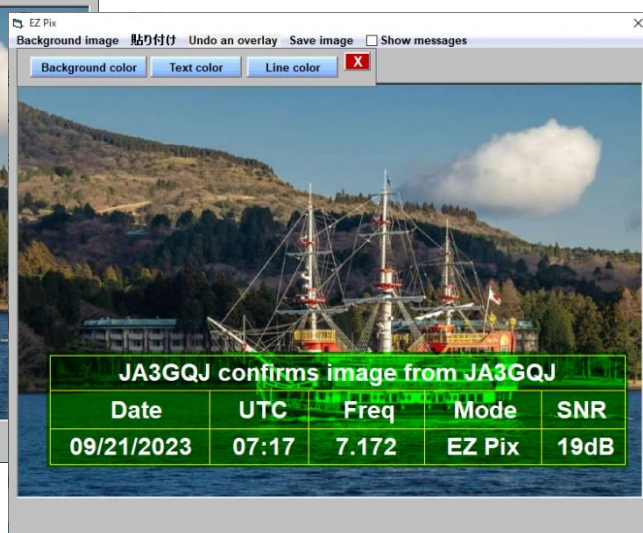 EZ Pix
Background image 貼り付け Undo an overlay Save image Show messages
Background color Text color Line color X
JA3GQJ confirms image from JA3GQJ
Date UTC Freq Mode SNR
09/21/2023 07:17 7.172 EZ Pix 19dB